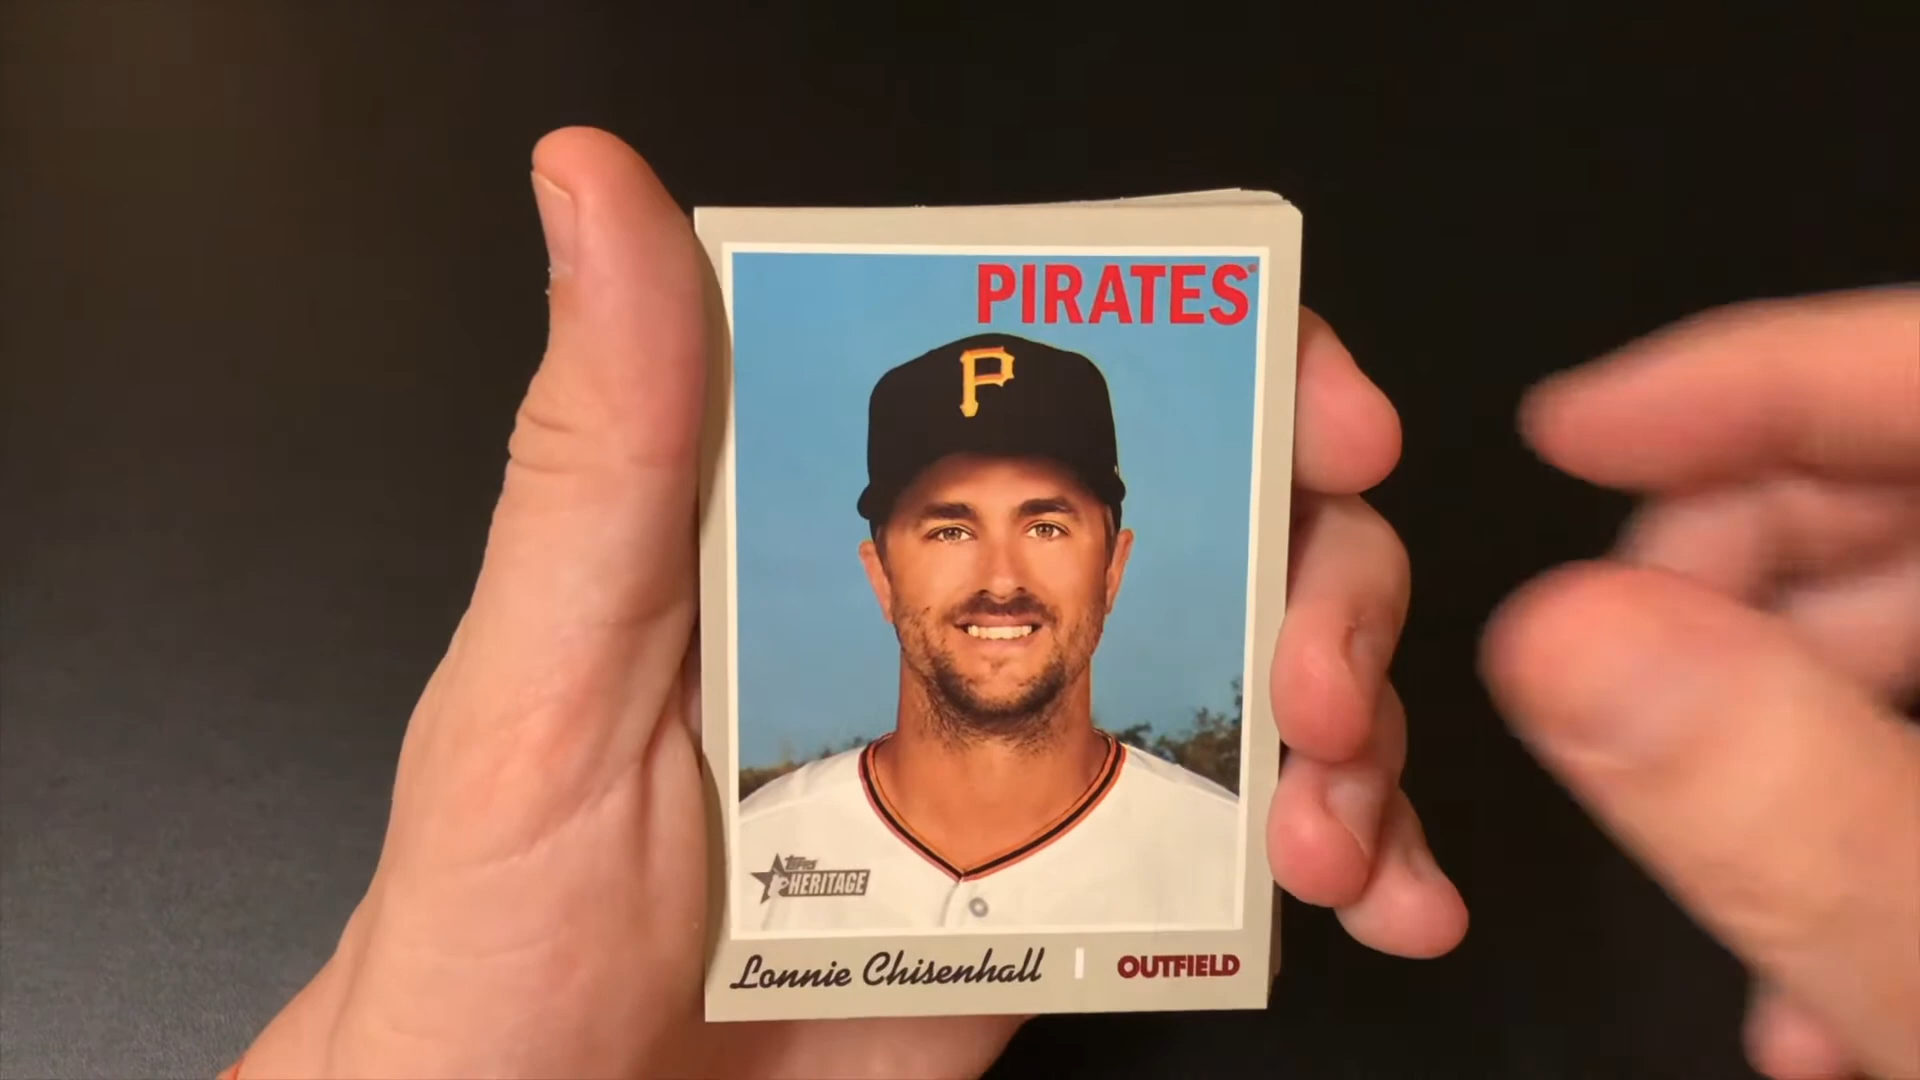 PIRATES
P
TOPPS
HERITAGE
Lonnie Chisenhall | OUTFIELD